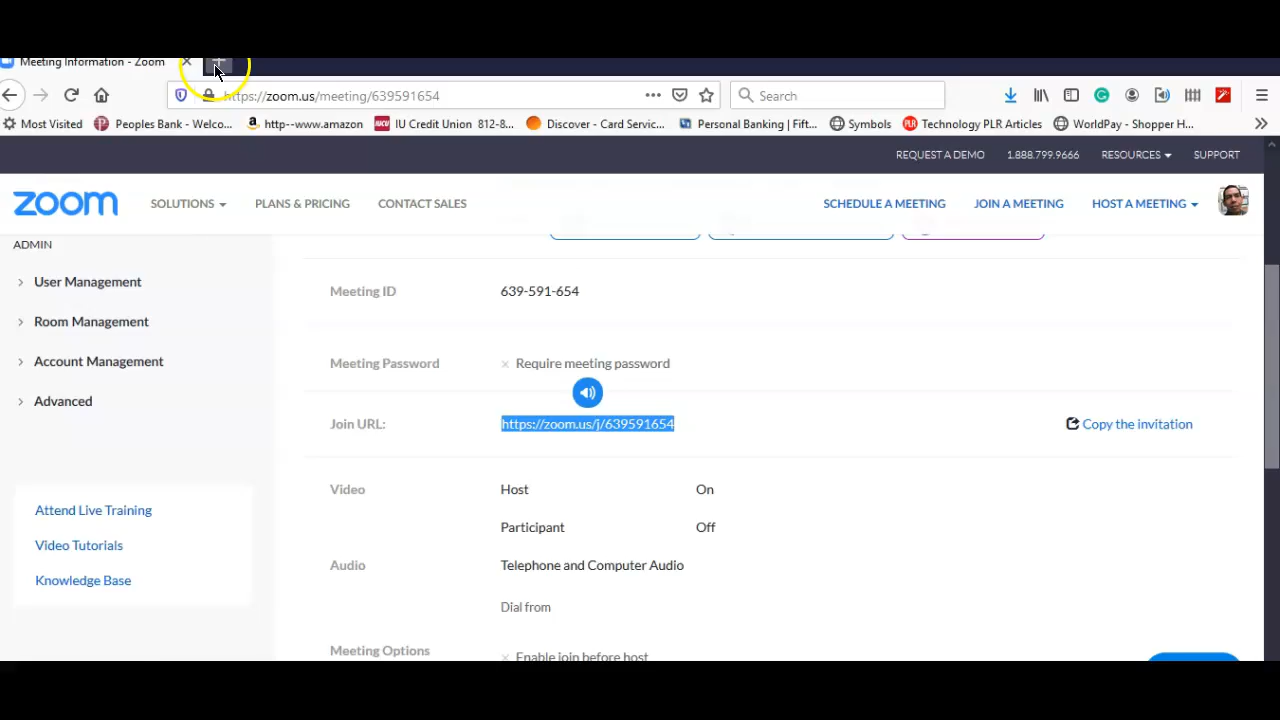 Meeting Information - Zoom
https://zoom.us/meeting/639591654
Search
Most Visited
Peoples Bank - Welco...
http--www.amazon
IU Credit Union 812-8...
Discover - Card Servic...
Personal Banking | Fift...
Symbols
Technology PLR Articles
WorldPay - Shopper H...
REQUEST A DEMO
1.888.799.9666
RESOURCES
SUPPORT
zoom
SOLUTIONS
PLANS & PRICING
CONTACT SALES
SCHEDULE A MEETING
JOIN A MEETING
HOST A MEETING
ADMIN
User Management
Room Management
Account Management
Advanced
Attend Live Training
Video Tutorials
Knowledge Base
Meeting ID
639-591-654
Meeting Password
Require meeting password
Join URL:
https://zoom.us/j/639591654
Copy the invitation
Video
Host
On
Participant
Off
Audio
Telephone and Computer Audio
Dial from
Meeting Options
Enable join before host